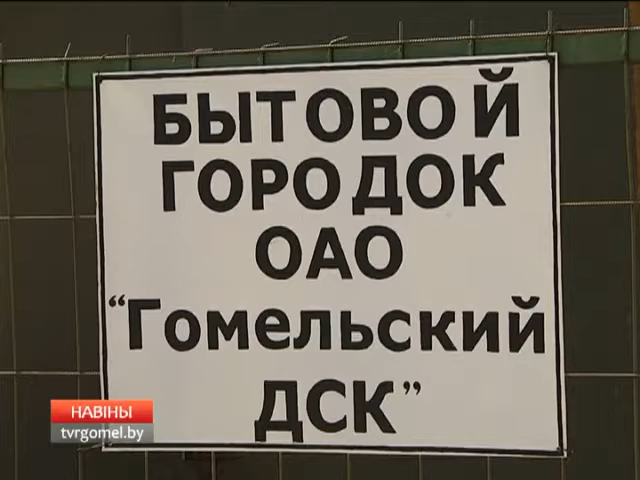 БЫТОВОЙ
ГОРОДОК
ОАО
“Гомельский
ДСК”
НАВІНЫ
tvrgomel.by